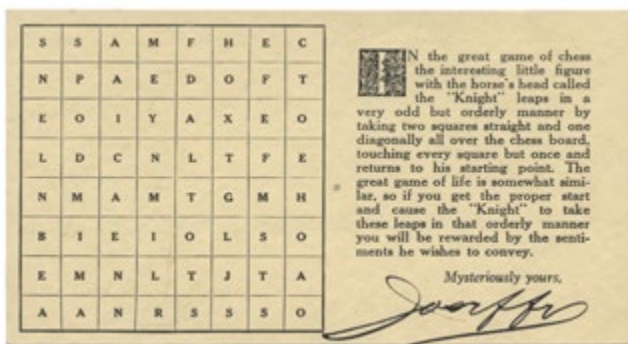 S S A M F H E C
N P A E D O F T
E O I Y A X E O
L D C N L T F E
N M A M T G M H
B I E I O L S O
E M N L T J T A
A A N R S S S O
IN the great game of chess
the interesting little figure
with the horse's head called
the "Knight" leaps in a
very odd but orderly manner by
taking two squares straight and one
diagonally all over the chess board,
touching every square but once and
returns to his starting point. The
great game of life is somewhat simi-
lar, so if you get the proper start
and cause the "Knight" to take
these leaps in that orderly manner
you will be rewarded by the senti-
ments he wishes to convey.
Mysteriously yours,